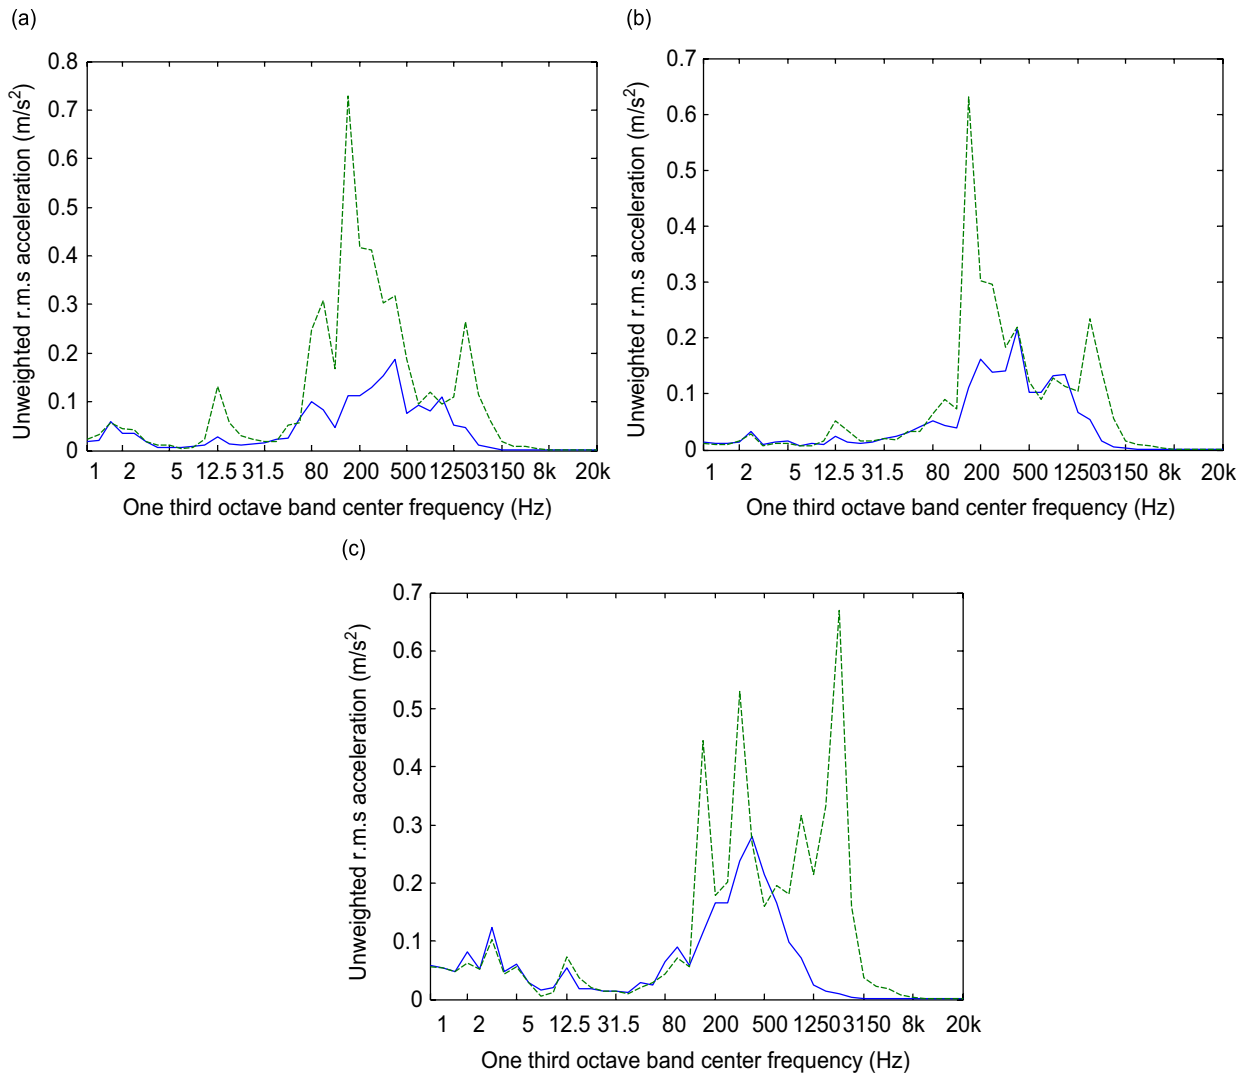 (a)
Unweighted r.m.s acceleration (m/s²)
0.8
0.7
0.6
0.5
0.4
0.3
0.2
0.1
0
1 2 5 12.5 31.5 80 200 500 1250 3150 8k 20k
One third octave band center frequency (Hz)
(b)
Unweighted r.m.s acceleration (m/s²)
0.7
0.6
0.5
0.4
0.3
0.2
0.1
0
1 2 5 12.5 31.5 80 200 500 1250 3150 8k 20k
One third octave band center frequency (Hz)
(c)
Unweighted r.m.s acceleration (m/s²)
0.7
0.6
0.5
0.4
0.3
0.2
0.1
0
1 2 5 12.5 31.5 80 200 500 1250 3150 8k 20k
One third octave band center frequency (Hz)